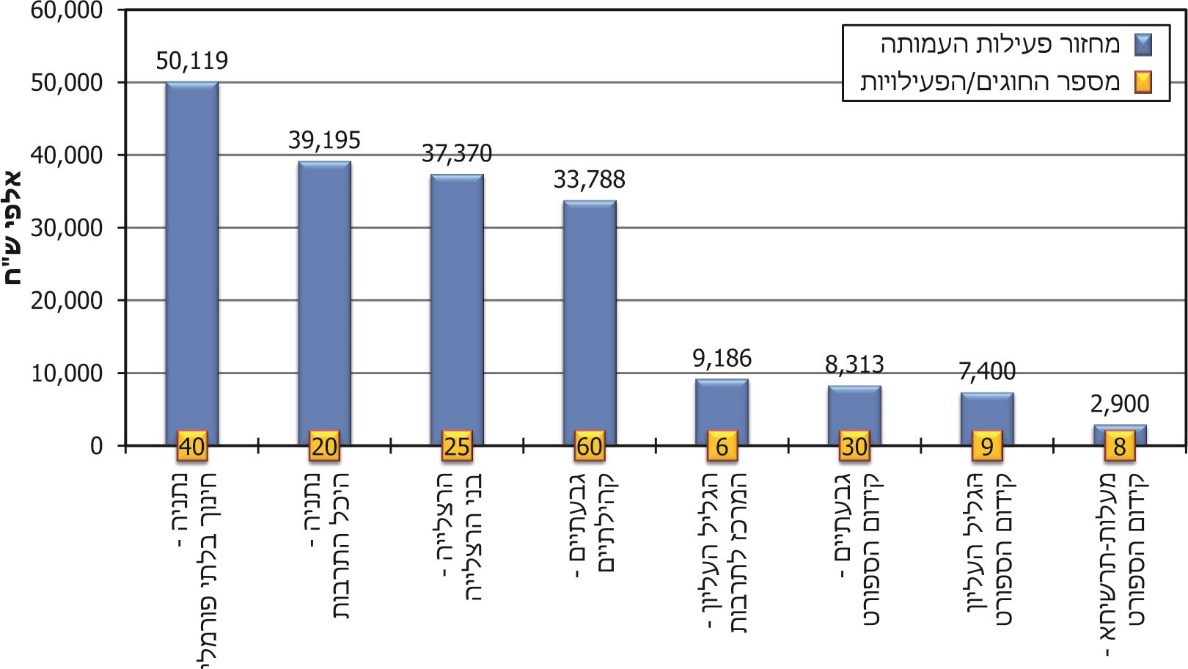 60,000
50,000
40,000
30,000
20,000
10,000
0
אלפי ש"ח
מחזור פעילות העמותה
מספר החוגים/הפעילויות
50,119
39,195
37,370
33,788
9,186
8,313
7,400
2,900
40
20
25
60
6
30
9
8
נתניה -
חינוך בלתי פורמלי
נתניה -
היכל התרבות
הרצלייה -
בני הרצלייה
גבעתיים -
קהילתיים
הגליל העליון -
המרכז לתרבות
גבעתיים -
קידום הספורט
הגליל העליון
קידום הספורט
מעלות-תרשיחא -
קידום הספורט